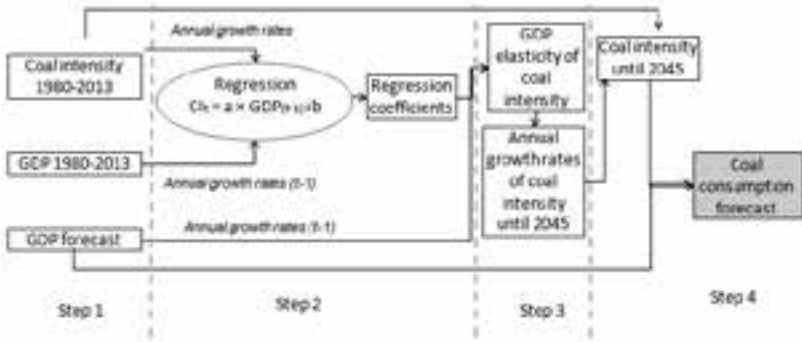 Annual growth rates
Coal intensity
1980-2013
Regression
CIₜ = a × GDP₍ₜ₋₁₎+b
Regression
coefficients
GDP
elasticity of
coal
intensity
Coal intensity
until 2045
GDP 1980-2013
Annual growth rates (t-1)
Annual
growth rates
of coal
intensity
until 2045
Coal
consumption
forecast
GDP forecast
Annual growth rates (t-1)
Step 1
Step 2
Step 3
Step 4